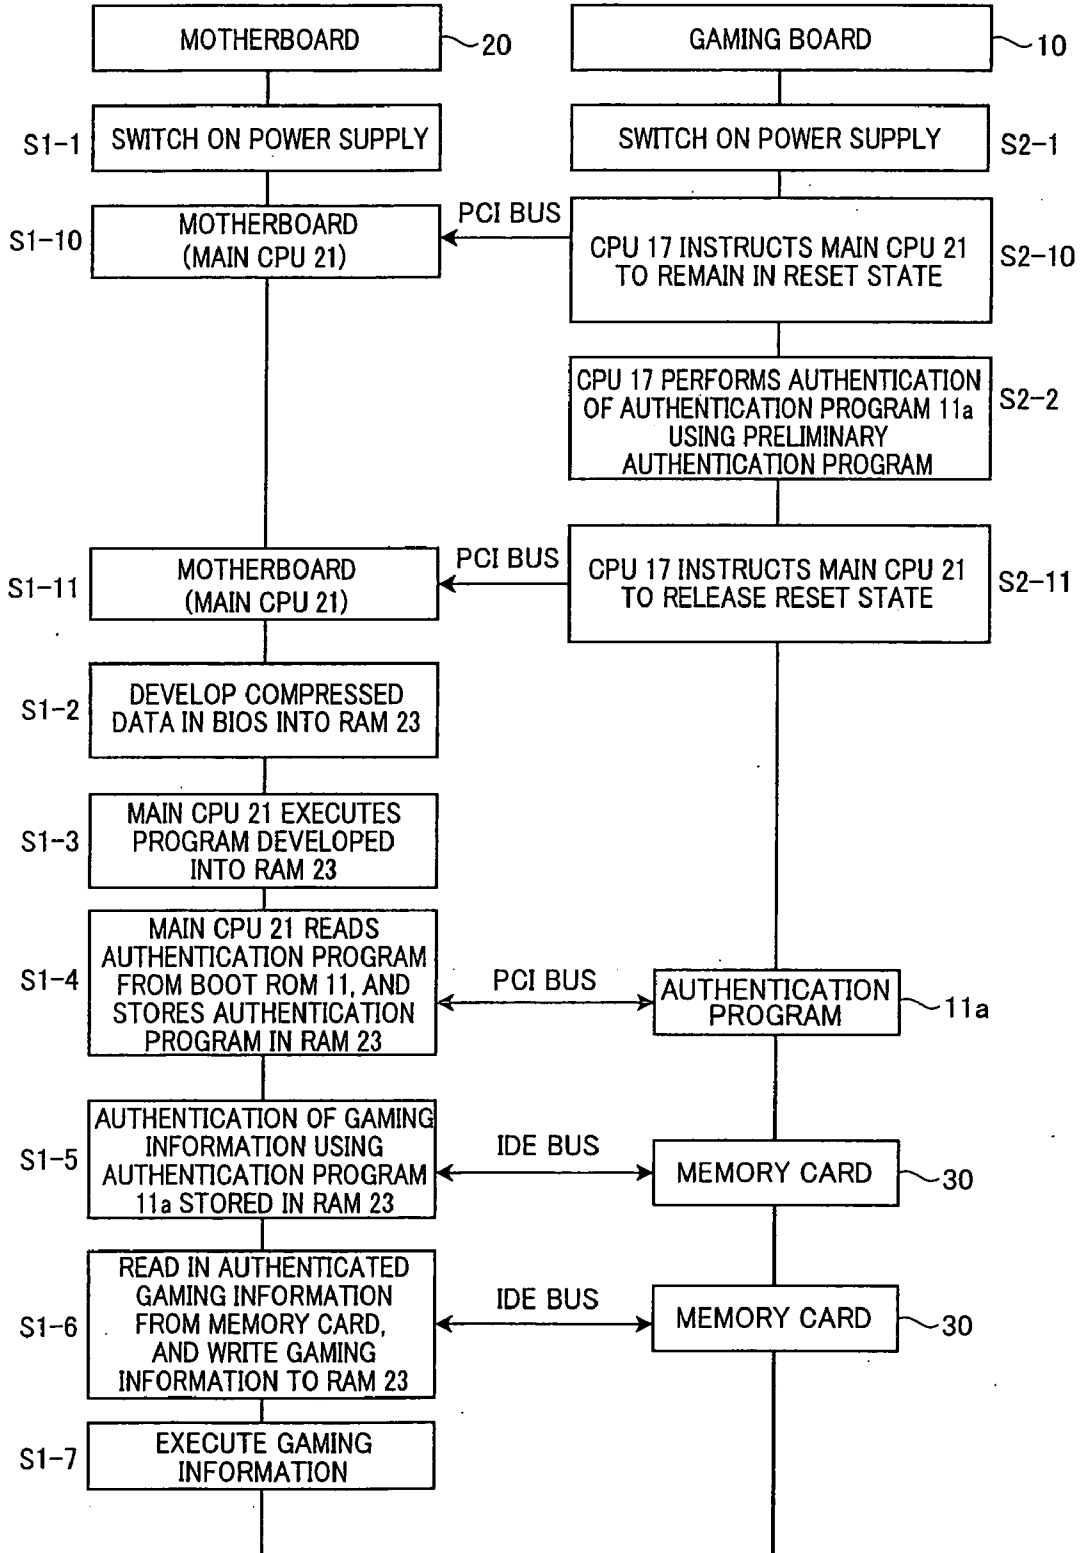 MOTHERBOARD
20
GAMING BOARD
10
S1-1
SWITCH ON POWER SUPPLY
SWITCH ON POWER SUPPLY
S2-1
S1-10
MOTHERBOARD
(MAIN CPU 21)
PCI BUS
CPU 17 INSTRUCTS MAIN CPU 21
TO REMAIN IN RESET STATE
S2-10
CPU 17 PERFORMS AUTHENTICATION
OF AUTHENTICATION PROGRAM 11a
USING PRELIMINARY
AUTHENTICATION PROGRAM
S2-2
S1-11
MOTHERBOARD
(MAIN CPU 21)
PCI BUS
CPU 17 INSTRUCTS MAIN CPU 21
TO RELEASE RESET STATE
S2-11
S1-2
DEVELOP COMPRESSED
DATA IN BIOS INTO RAM 23
S1-3
MAIN CPU 21 EXECUTES
PROGRAM DEVELOPED
INTO RAM 23
S1-4
MAIN CPU 21 READS
AUTHENTICATION PROGRAM
FROM BOOT ROM 11, AND
STORES AUTHENTICATION
PROGRAM IN RAM 23
PCI BUS
AUTHENTICATION
PROGRAM
11a
S1-5
AUTHENTICATION OF GAMING
INFORMATION USING
AUTHENTICATION PROGRAM
11a STORED IN RAM 23
IDE BUS
MEMORY CARD
30
S1-6
READ IN AUTHENTICATED
GAMING INFORMATION
FROM MEMORY CARD,
AND WRITE GAMING
INFORMATION TO RAM 23
IDE BUS
MEMORY CARD
30
S1-7
EXECUTE GAMING
INFORMATION